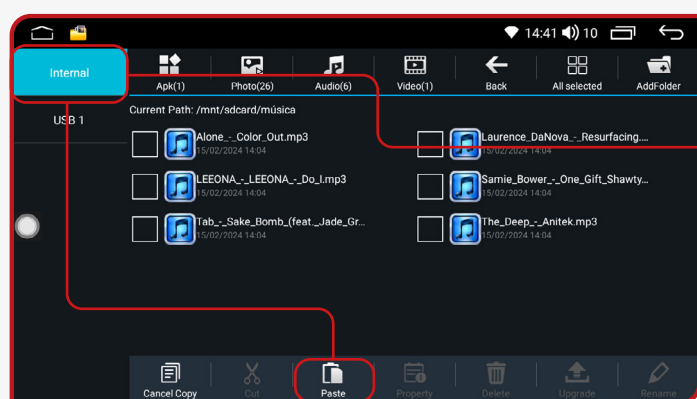 14:41 10
Internal
USB 1
Apk(1)
Photo(26)
Audio(6)
Video(1)
Back
All selected
AddFolder
Current Path: /mnt/sdcard/música
Alone_-_Color_Out.mp3
15/02/2024 14:04
Laurence_DaNova_-_Resurfacing....
15/02/2024 14:04
LEEONA_-_LEEONA_-_Do_I.mp3
15/02/2024 14:04
Samie_Bower_-_One_Gift_Shawty...
15/02/2024 14:04
Tab_-_Sake_Bomb_(feat._Jade_Gr...
15/02/2024 14:04
The_Deep_-_Anitek.mp3
15/02/2024 14:04
Cancel Copy
Cut
Paste
Property
Delete
Upgrade
Rename